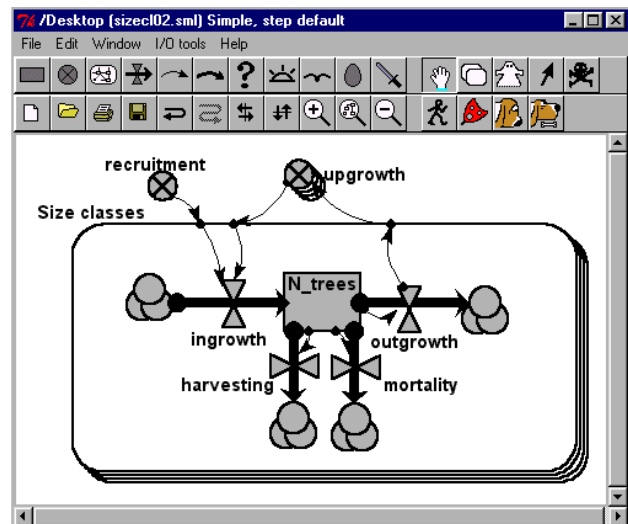 /Desktop (sizecl02.sml) Simple, step default
File Edit Window I/O tools Help
?
recruitment
upgrowth
Size classes
N_trees
ingrowth
outgrowth
harvesting
mortality